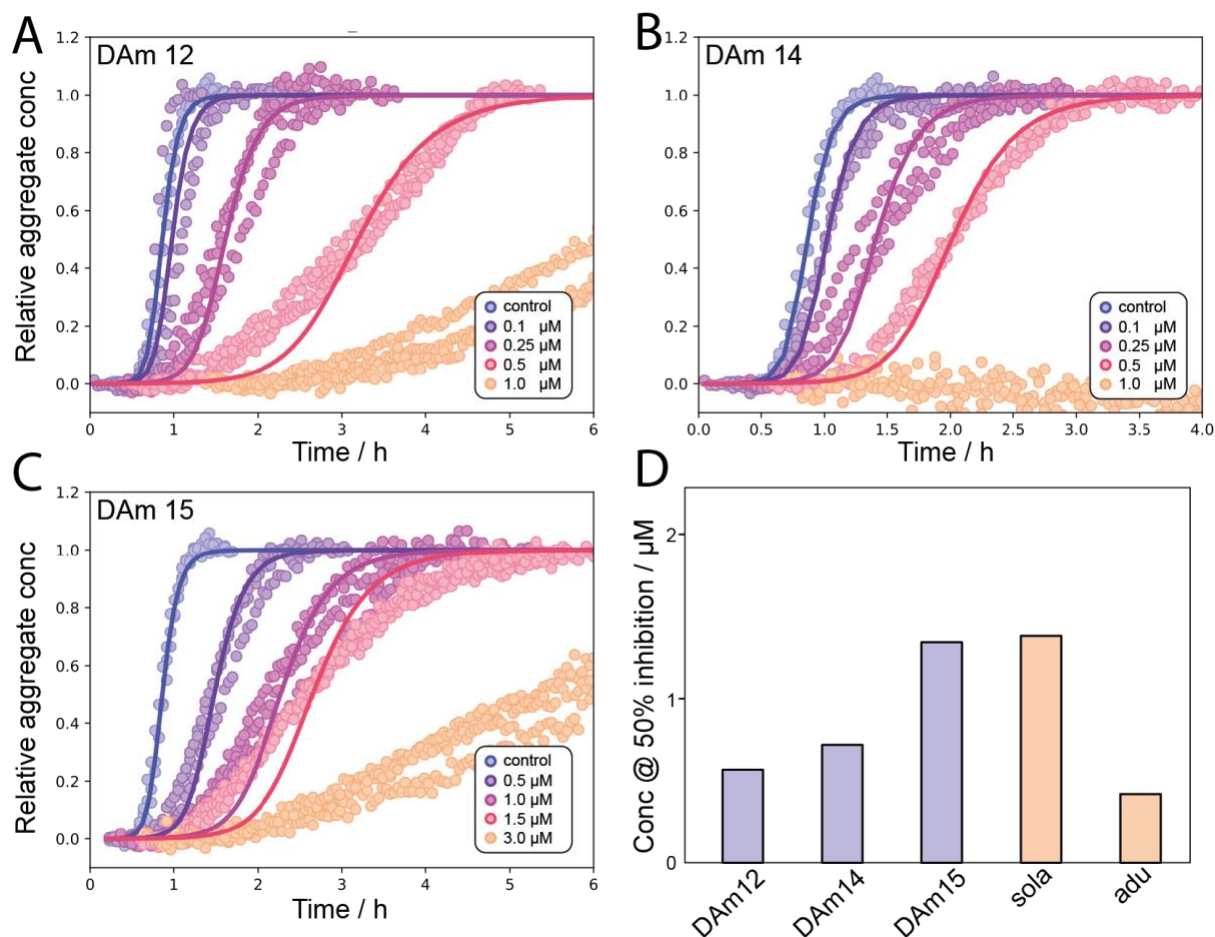 A
DAm 12
Relative aggregate conc
1.2
1.0
0.8
0.6
0.4
0.2
0.0
0 1 2 3 4 5 6
Time / h
control
0.1 µM
0.25 µM
0.5 µM
1.0 µM
B
DAm 14
1.2
1.0
0.8
0.6
0.4
0.2
0.0
0.0 0.5 1.0 1.5 2.0 2.5 3.0 3.5 4.0
Time / h
control
0.1 µM
0.25 µM
0.5 µM
1.0 µM
C
DAm 15
Relative aggregate conc
1.2
1.0
0.8
0.6
0.4
0.2
0.0
0 1 2 3 4 5 6
Time / h
control
0.5 µM
1.0 µM
1.5 µM
3.0 µM
D
Conc @ 50% inhibition / µM
2
1
0
DAm12 DAm14 DAm15 sola adu